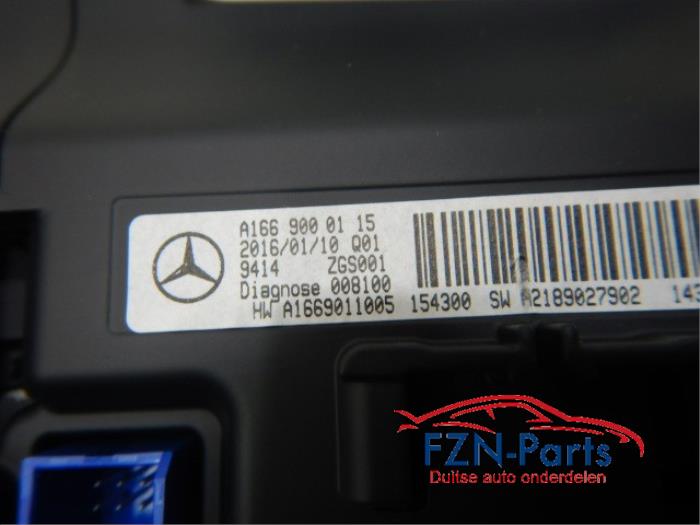 A166 900 01 15
2016/01/10 Q01
9414 ZGS001
Diagnose 008100
HW A1669011005 154300 SW A2189027902 143
FZN-Parts
Duitse auto onderdelen